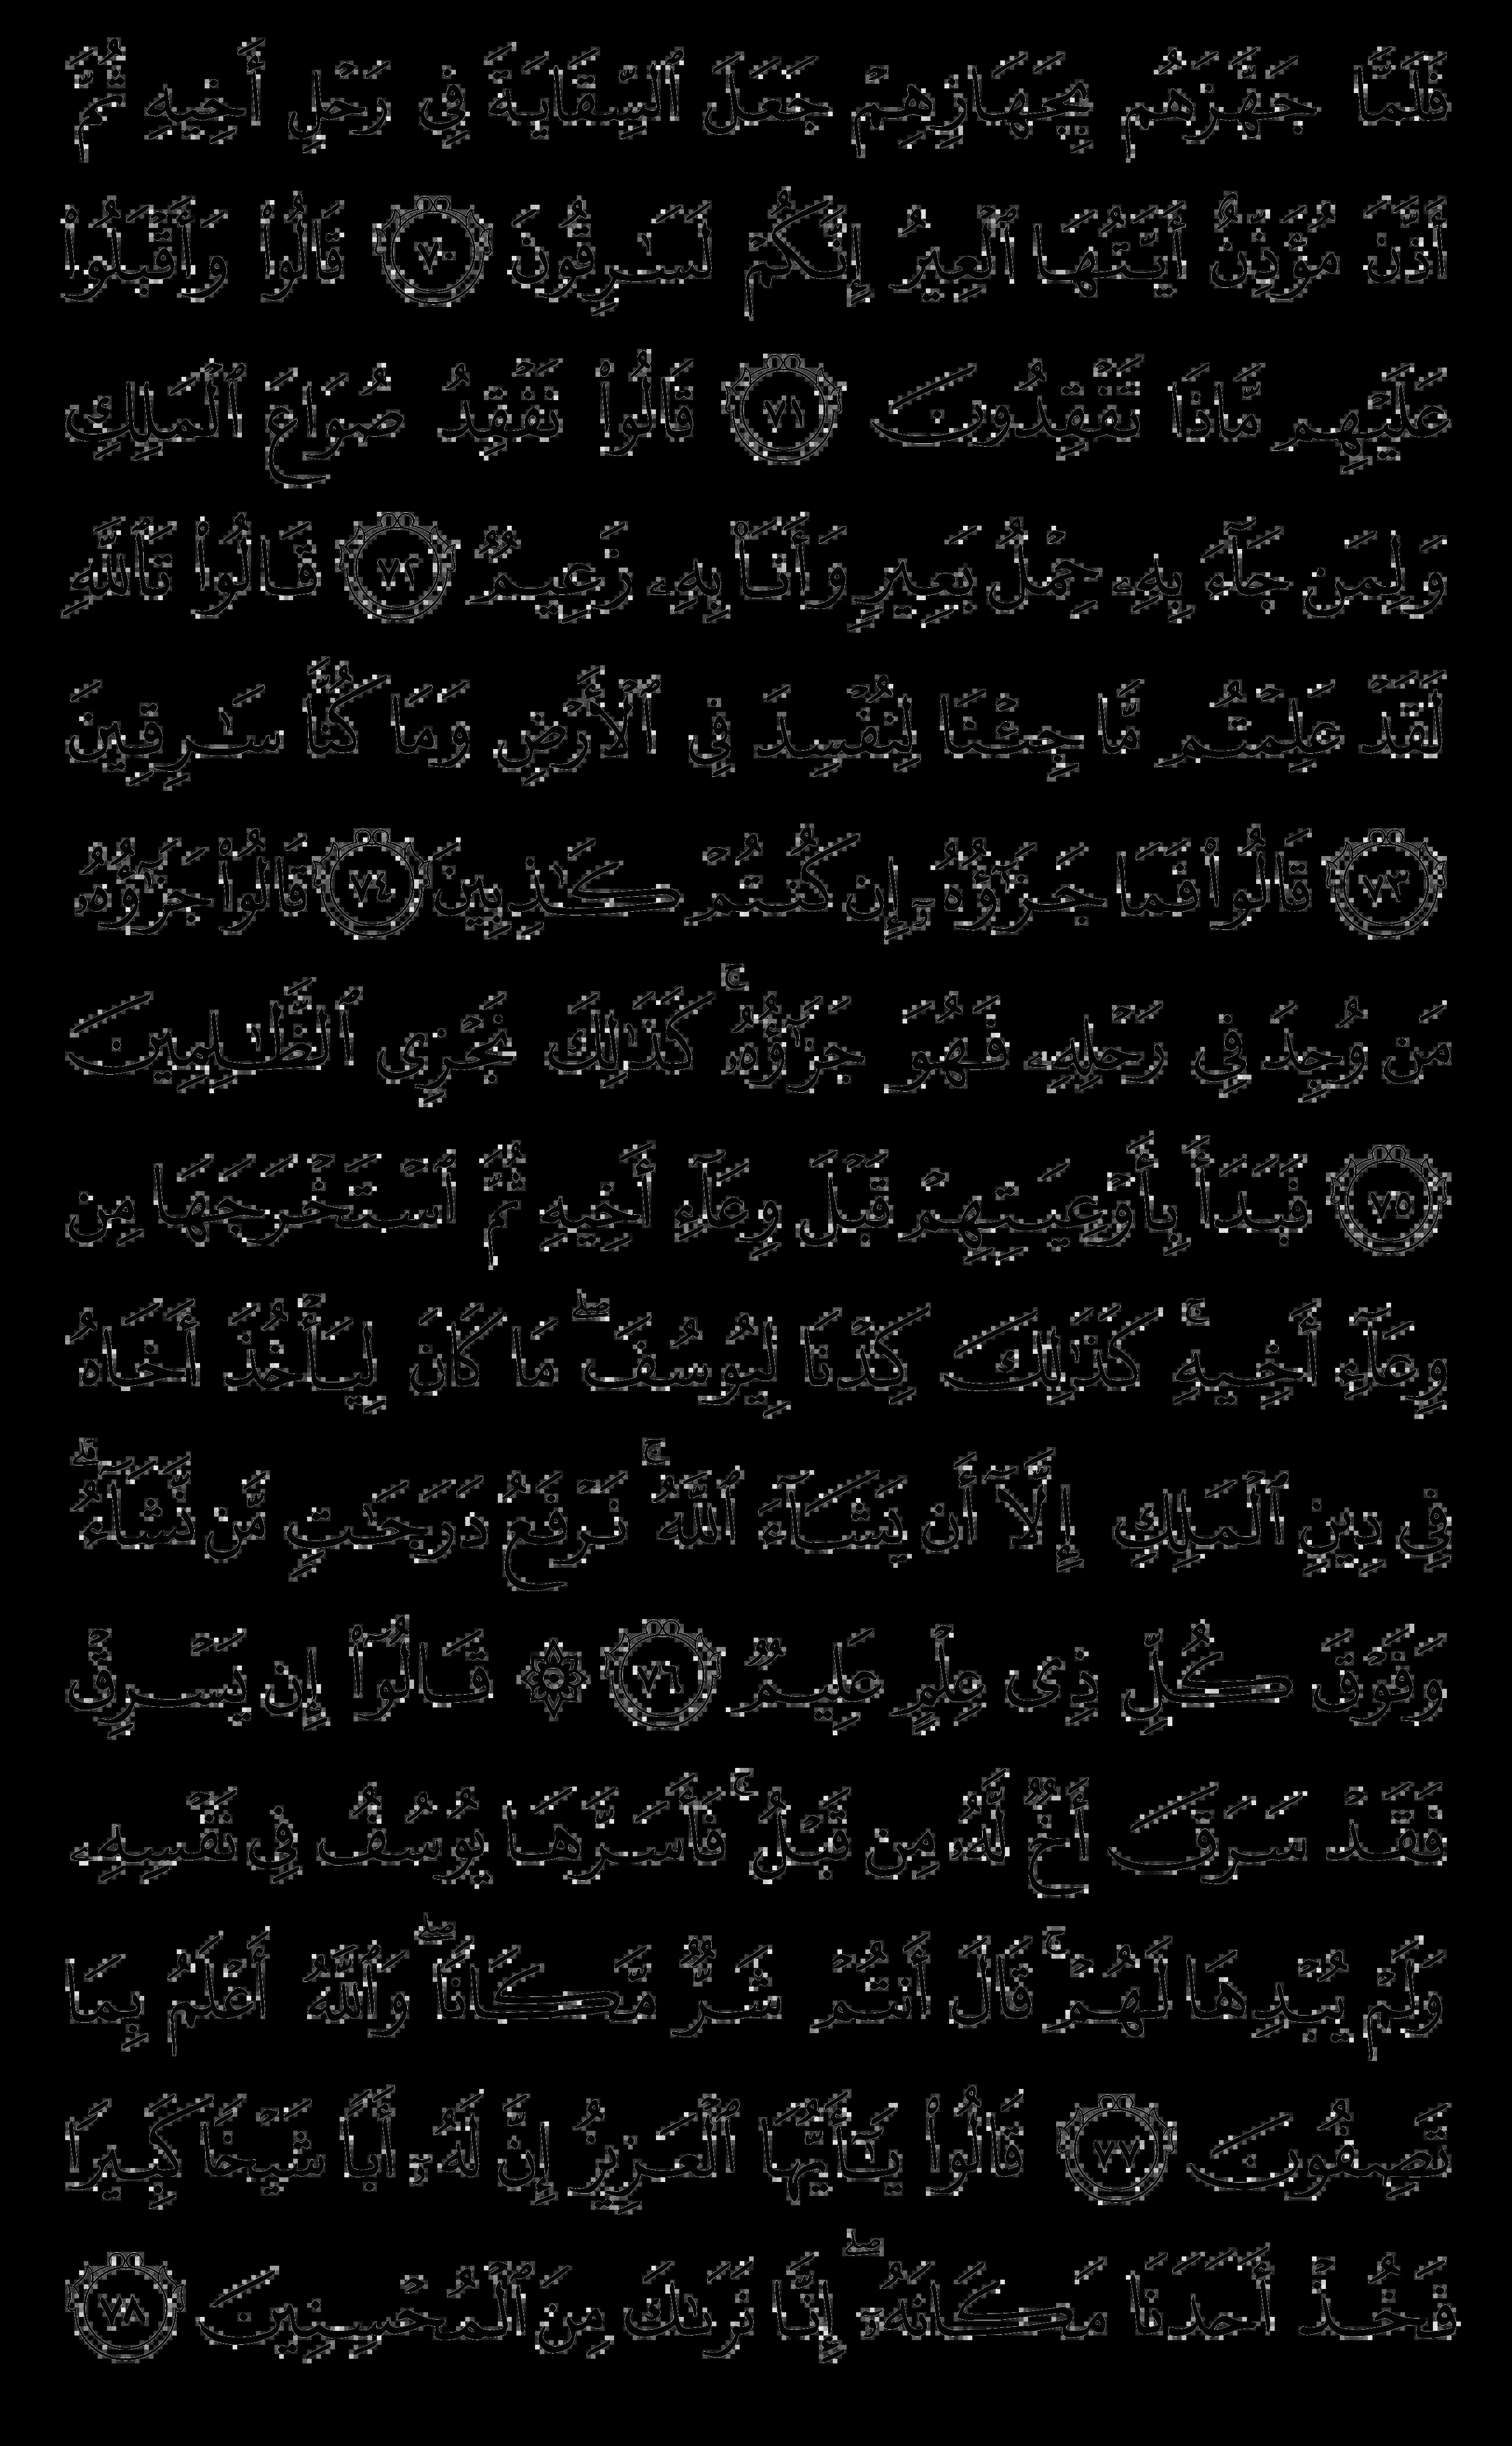 فَلَمَّا جَهَّزَهُم بِجَهَازِهِمْ جَعَلَ ٱلسِّقَايَةَ فِى رَحْلِ أَخِيهِ ثُمَّ
أَذَّنَ مُؤَذِّنٌ أَيَّتُهَا ٱلْعِيرُ إِنَّكُمْ لَسَـٰرِقُونَ ٧٠ قَالُوا۟ وَأَقْبَلُوا۟
عَلَيْهِم مَّاذَا تَفْقِدُونَ ٧١ قَالُوا۟ نَفْقِدُ صُوَاعَ ٱلْمَلِكِ
وَلِمَن جَآءَ بِهِۦ حِمْلُ بَعِيرٍ وَأَنَا۠ بِهِۦ زَعِيمٌ ٧٢ قَالُوا۟ تَٱللَّهِ
لَقَدْ عَلِمْتُم مَّا جِئْنَا لِنُفْسِدَ فِى ٱلْأَرْضِ وَمَا كُنَّا سَـٰرِقِينَ
٧٣ قَالُوا۟ فَمَا جَزَٰٓؤُهُۥٓ إِن كُنتُمْ كَـٰذِبِينَ ٧٤ قَالُوا۟ جَزَٰٓؤُهُۥ
مَن وُجِدَ فِى رَحْلِهِۦ فَهُوَ جَزَٰٓؤُهُۥ ۚ كَذَٰلِكَ نَجْزِى ٱلظَّـٰلِمِينَ
٧٥ فَبَدَأَ بِأَوْعِيَتِهِمْ قَبْلَ وِعَآءِ أَخِيهِ ثُمَّ ٱسْتَخْرَجَهَا مِن
وِعَآءِ أَخِيهِ ۚ كَذَٰلِكَ كِدْنَا لِيُوسُفَ ۖ مَا كَانَ لِيَأْخُذَ أَخَاهُ
فِى دِينِ ٱلْمَلِكِ إِلَّآ أَن يَشَآءَ ٱللَّهُ ۚ نَرْفَعُ دَرَجَـٰتٍ مَّن نَّشَآءُ ۗ
وَفَوْقَ كُلِّ ذِى عِلْمٍ عَلِيمٌ ٧٦ ۞ قَالُوٓا۟ إِن يَسْرِقْ
فَقَدْ سَرَقَ أَخٌ لَّهُۥ مِن قَبْلُ ۚ فَأَسَرَّهَا يُوسُفُ فِى نَفْسِهِۦ
وَلَمْ يُبْدِهَا لَهُمْ ۚ قَالَ أَنتُمْ شَرٌّ مَّكَانًا ۖ وَٱللَّهُ أَعْلَمُ بِمَا
تَصِفُونَ ٧٧ قَالُوا۟ يَـٰٓأَيُّهَا ٱلْعَزِيزُ إِنَّ لَهُۥٓ أَبًا شَيْخًا كَبِيرًا
فَخُذْ أَحَدَنَا مَكَانَهُۥٓ ۖ إِنَّا نَرَىٰكَ مِنَ ٱلْمُحْسِنِينَ ٧٨